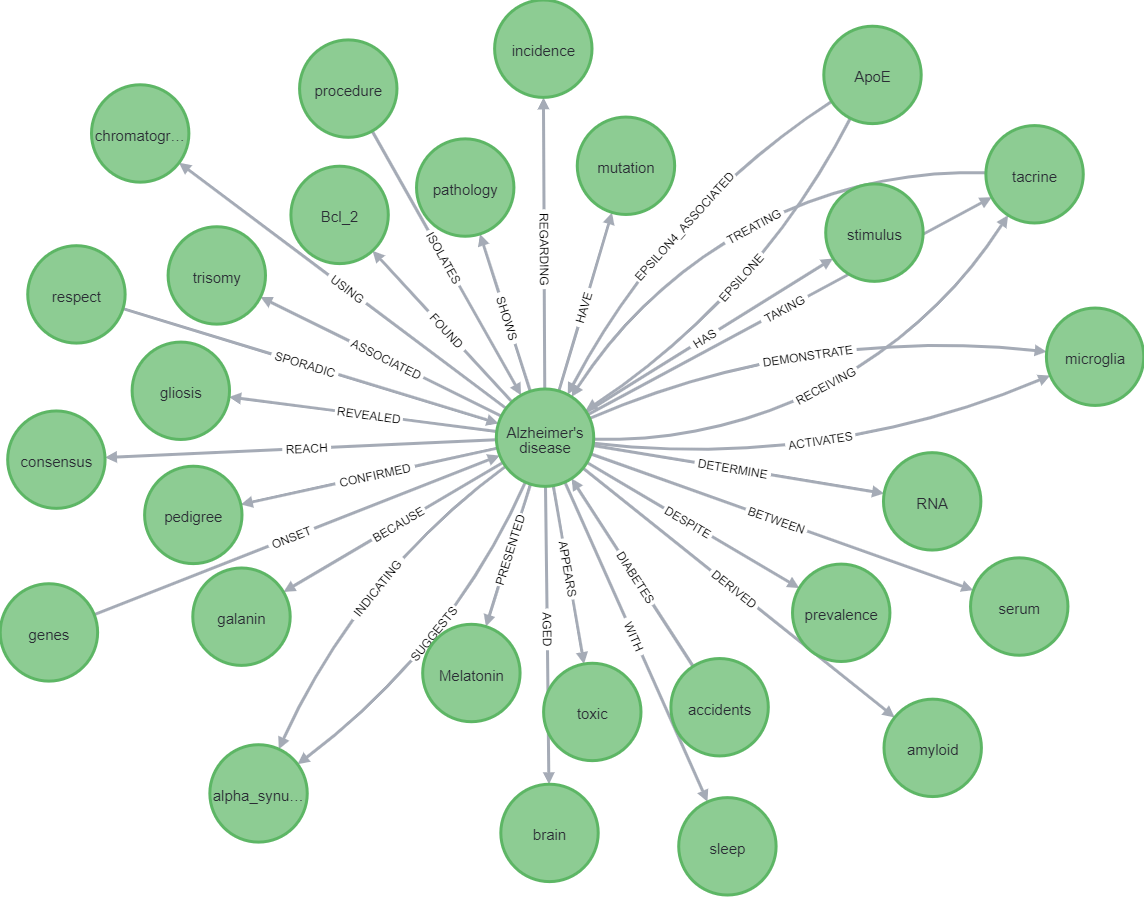 incidence
ApoE
procedure
chromatogr…
mutation
tacrine
pathology
Bcl_2
EPSILON4_ASSOCIATED
TREATING
stimulus
REGARDING
ISOLATES
trisomy
USING
EPSILONE
respect
SHOWS
HAVE
TAKING
FOUND
HAS
ASSOCIATED
DEMONSTRATE
microglia
SPORADIC
gliosis
RECEIVING
REVEALED
Alzheimer's
disease
ACTIVATES
REACH
consensus
DETERMINE
CONFIRMED
RNA
pedigree
BETWEEN
DESPITE
BECAUSE
ONSET
PRESENTED
APPEARS
DIABETES
DERIVED
INDICATING
serum
prevalence
galanin
AGED
SUGGESTS
WITH
genes
Melatonin
toxic
accidents
amyloid
alpha_synu…
brain
sleep